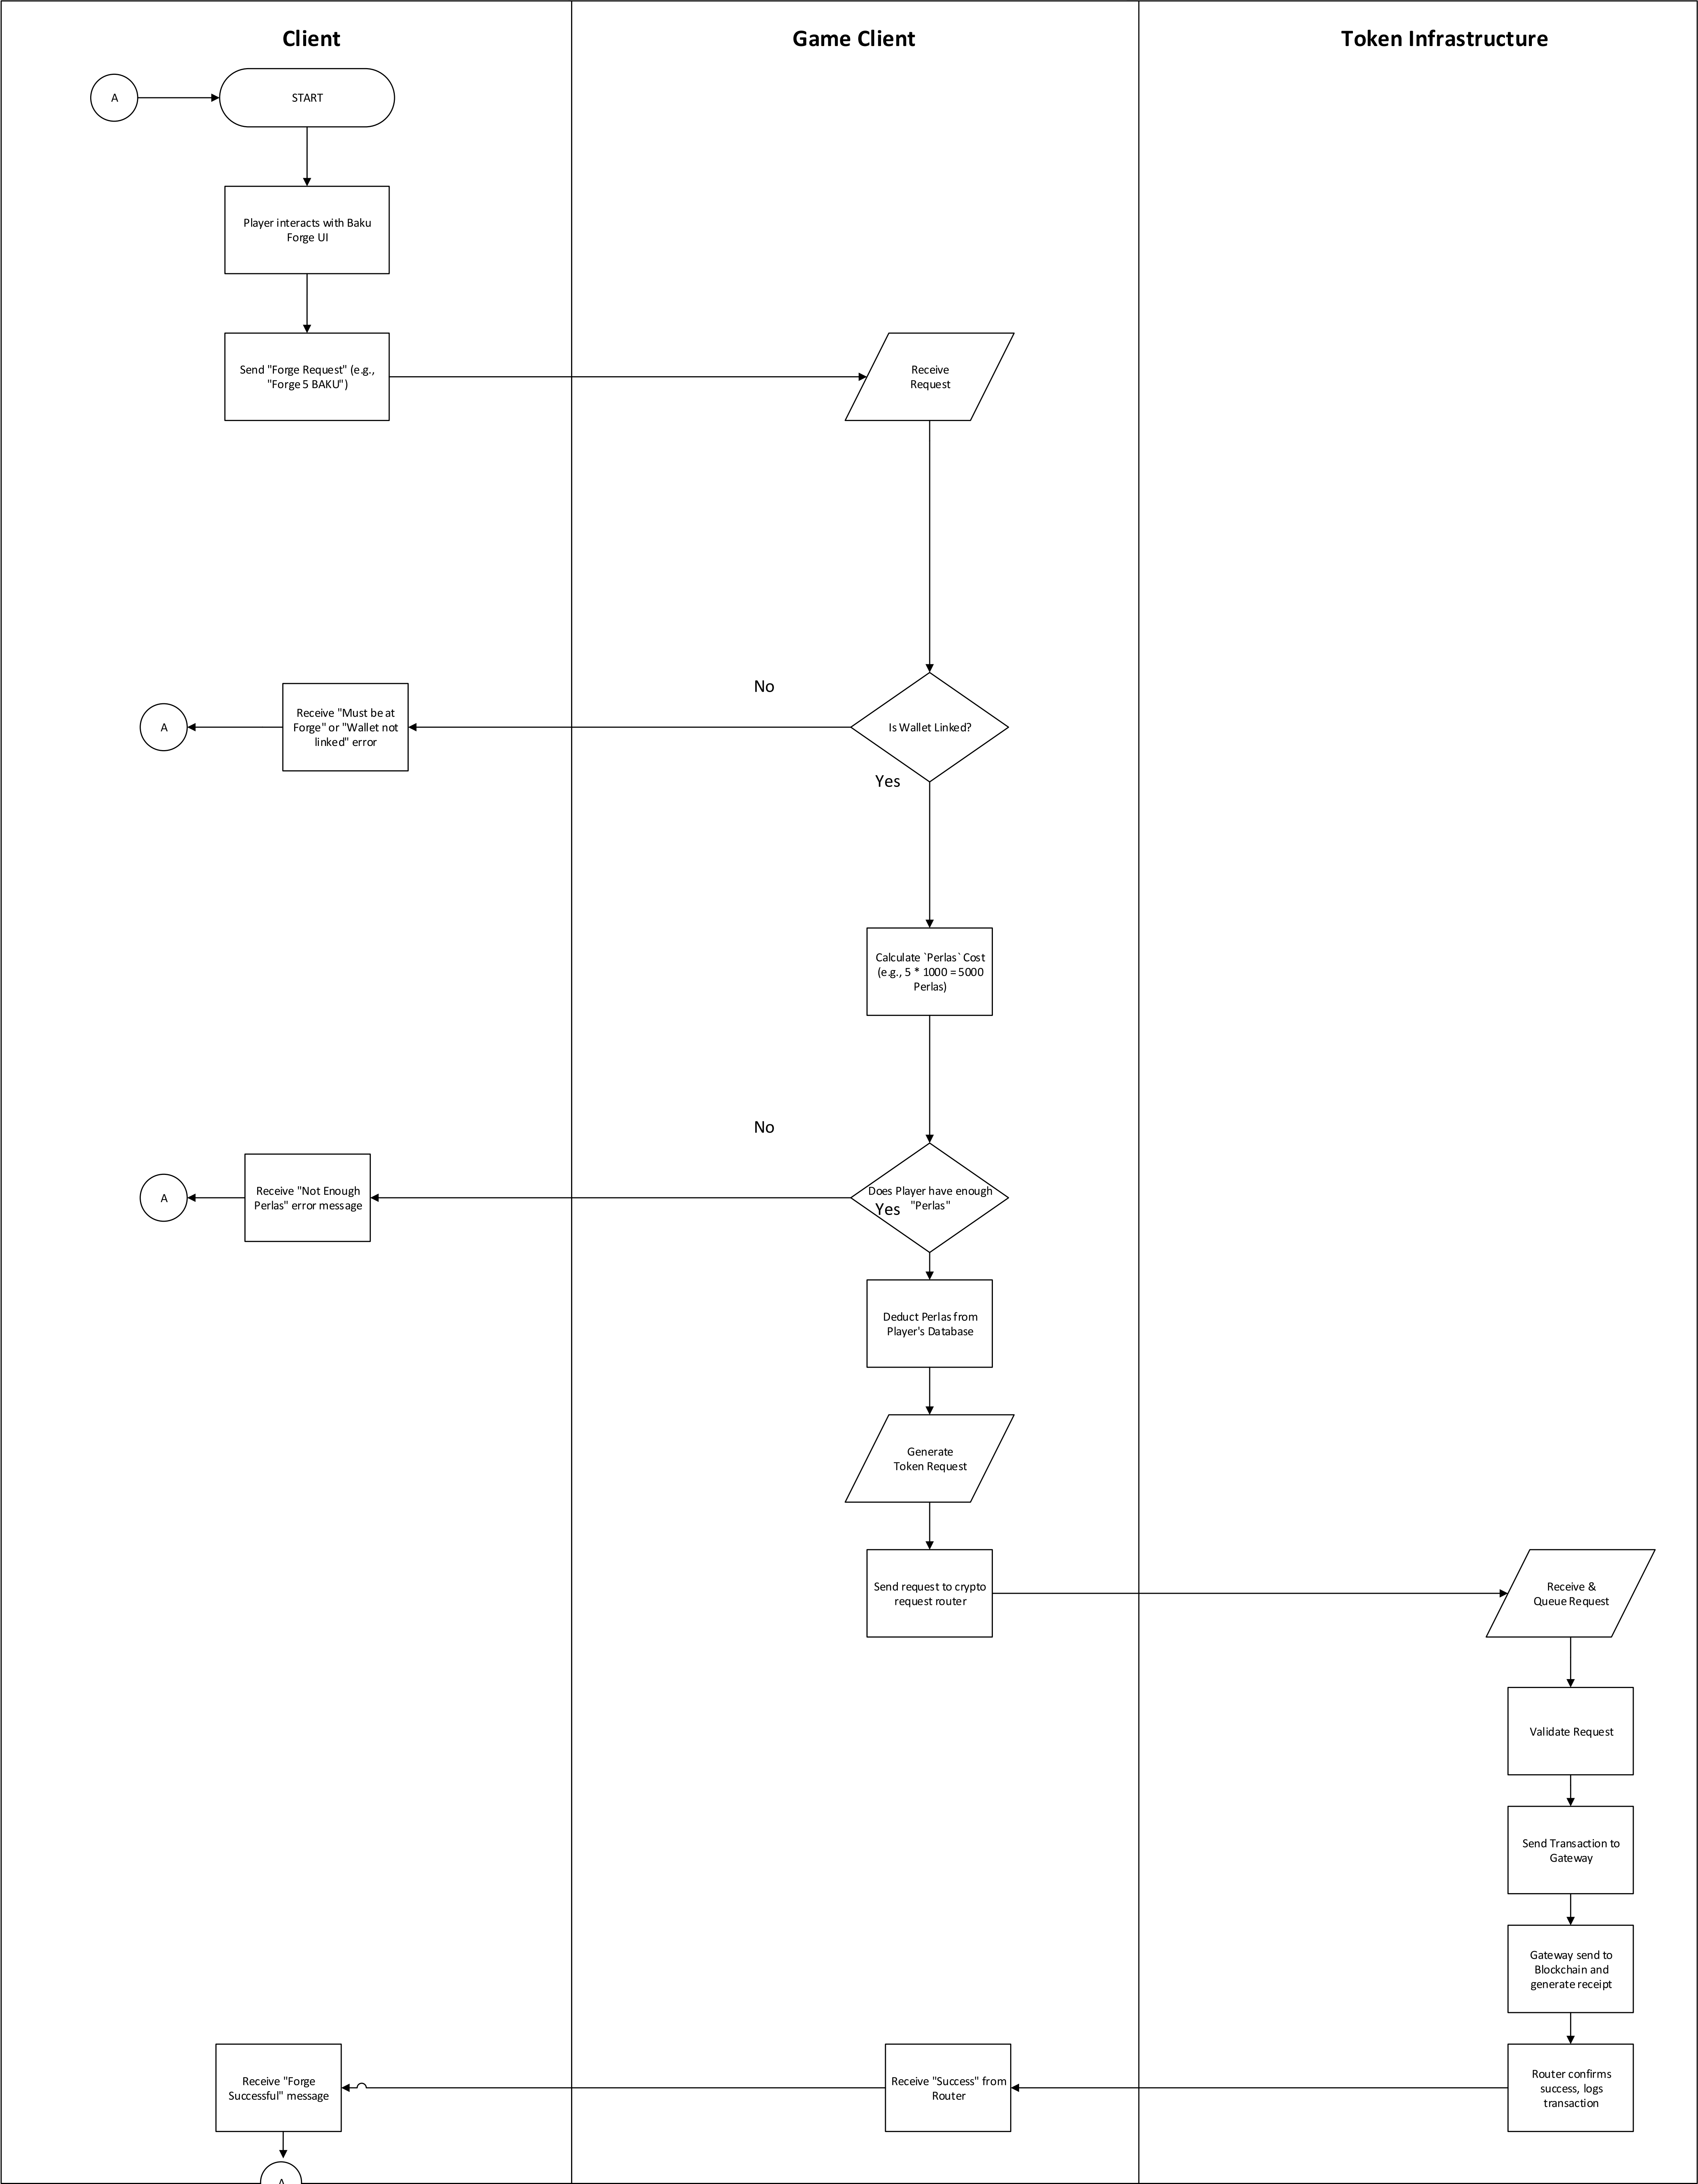 Client
Game Client
Token Infrastructure
A
START
Player interacts with Baku
Forge UI
Send "Forge Request" (e.g.,
"Forge 5 BAKU")
Receive
Request
No
A
Receive "Must be at
Forge" or "Wallet not
linked" error
Is Wallet Linked?
Yes
Calculate `Perlas` Cost
(e.g., 5 * 1000 = 5000
Perlas)
No
A
Receive "Not Enough
Perlas" error message
Does Player have enough
"Perlas"
Yes
Deduct Perlas from
Player's Database
Generate
Token Request
Send request to crypto
request router
Receive &
Queue Request
Validate Request
Send Transaction to
Gateway
Gateway send to
Blockchain and
generate receipt
Receive "Forge
Successful" message
Receive "Success" from
Router
Router confirms
success, logs
transaction
A